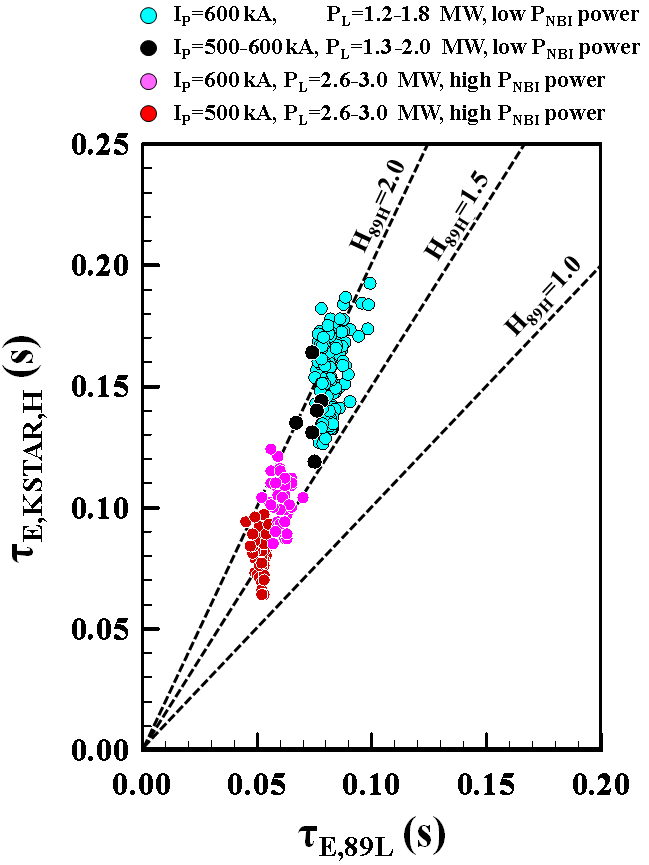 I_P=600 kA, P_L=1.2-1.8 MW, low P_NBI power
I_P=500-600 kA, P_L=1.3-2.0 MW, low P_NBI power
I_P=600 kA, P_L=2.6-3.0 MW, high P_NBI power
I_P=500 kA, P_L=2.6-3.0 MW, high P_NBI power
0.25
0.20
0.15
0.10
0.05
0.00
τ_E,KSTAR,H (s)
H_89H=2.0
H_89H=1.5
H_89H=1.0
0.00 0.05 0.10 0.15 0.20
τ_E,89L (s)